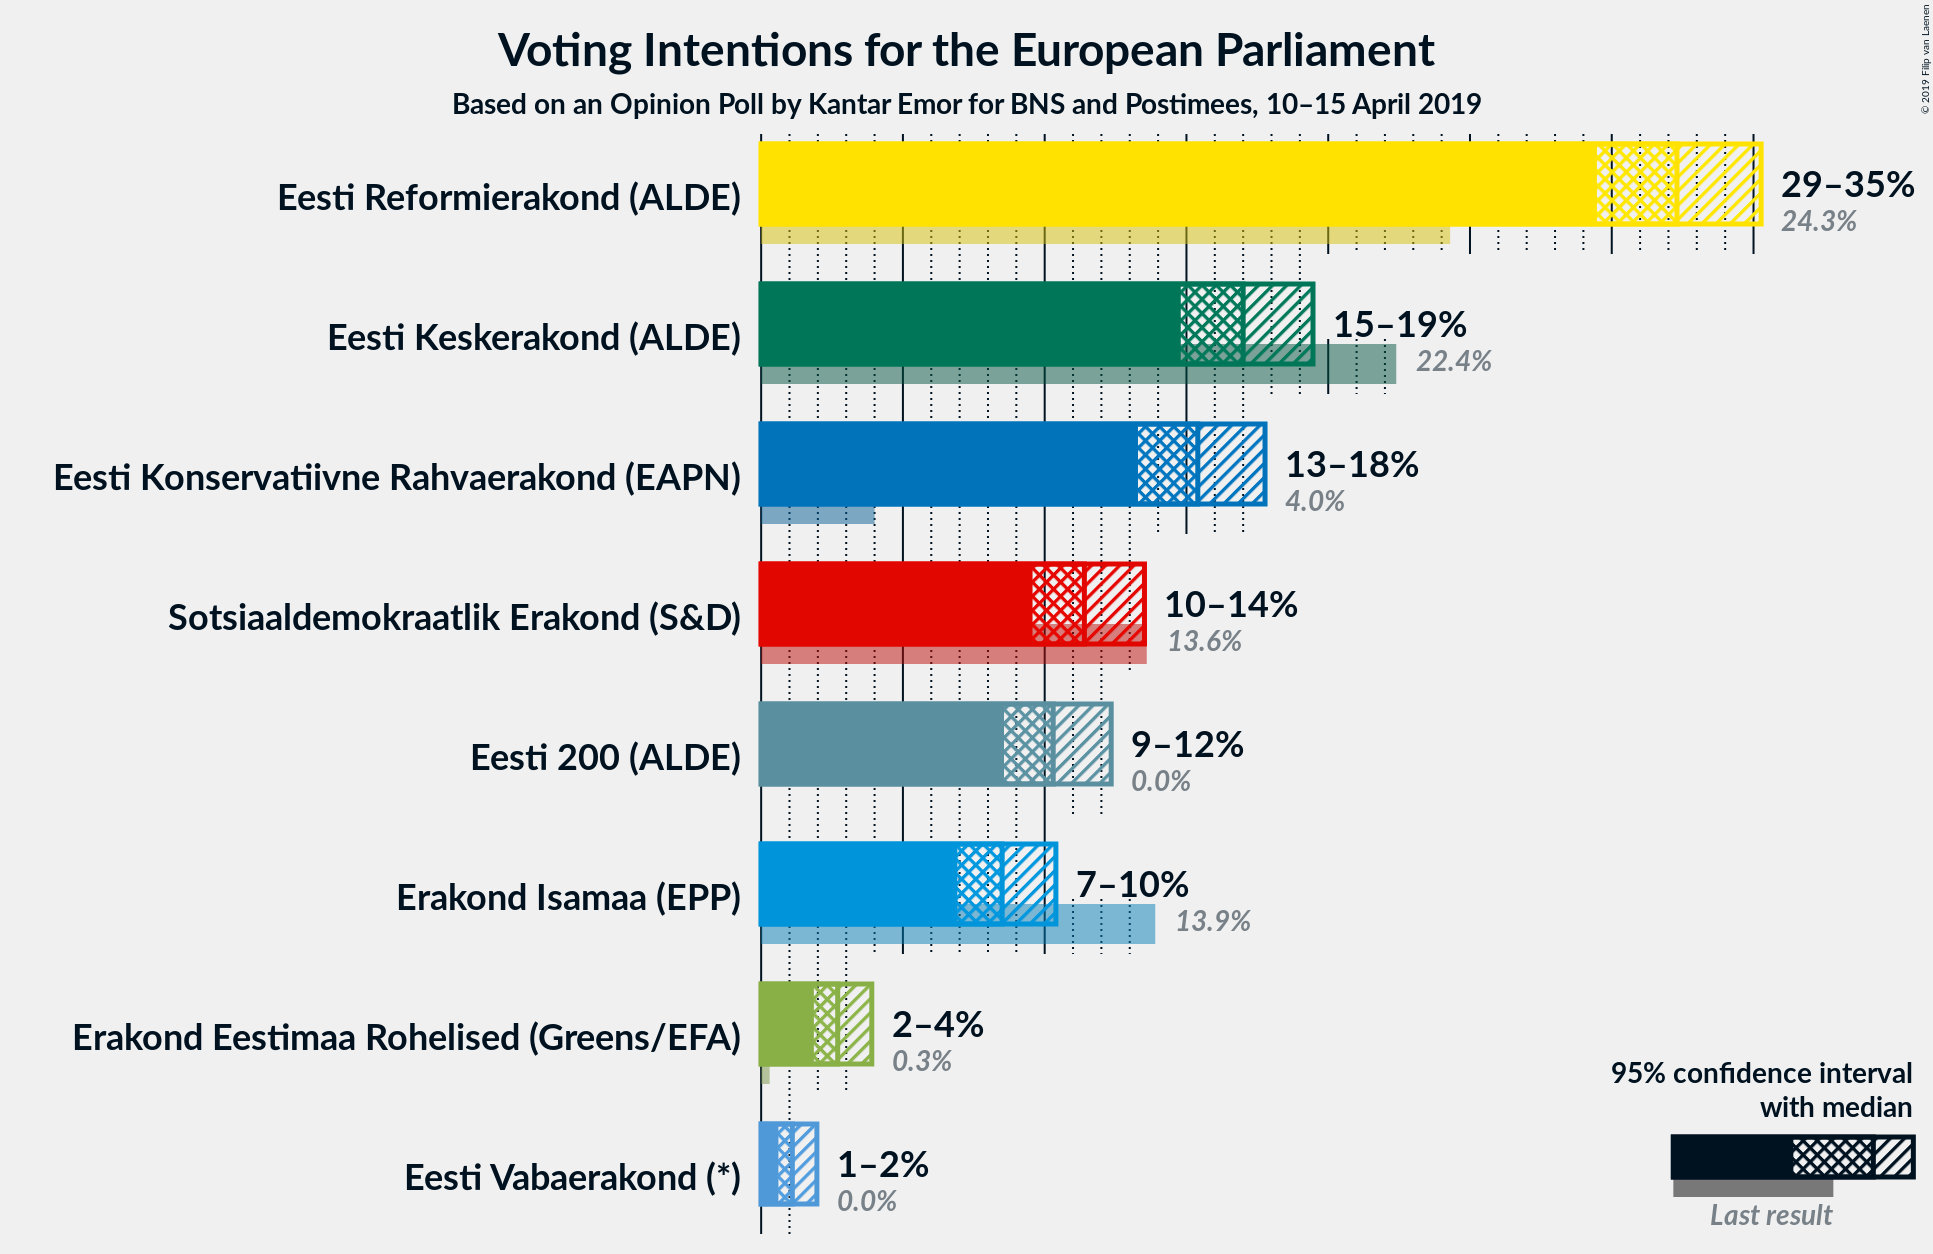 Voting Intentions for the European Parliament
Based on an Opinion Poll by Kantar Emor for BNS and Postimees, 10–15 April 2019
© 2019 Filip van Laenen
Eesti Reformierakond (ALDE)
29–35%
24.3%
Eesti Keskerakond (ALDE)
15–19%
22.4%
Eesti Konservatiivne Rahvaerakond (EAPN)
13–18%
4.0%
Sotsiaaldemokraatlik Erakond (S&D)
10–14%
13.6%
Eesti 200 (ALDE)
9–12%
0.0%
Erakond Isamaa (EPP)
7–10%
13.9%
Erakond Eestimaa Rohelised (Greens/EFA)
2–4%
0.3%
Eesti Vabaerakond (*)
1–2%
0.0%
95% confidence interval
with median
Last result